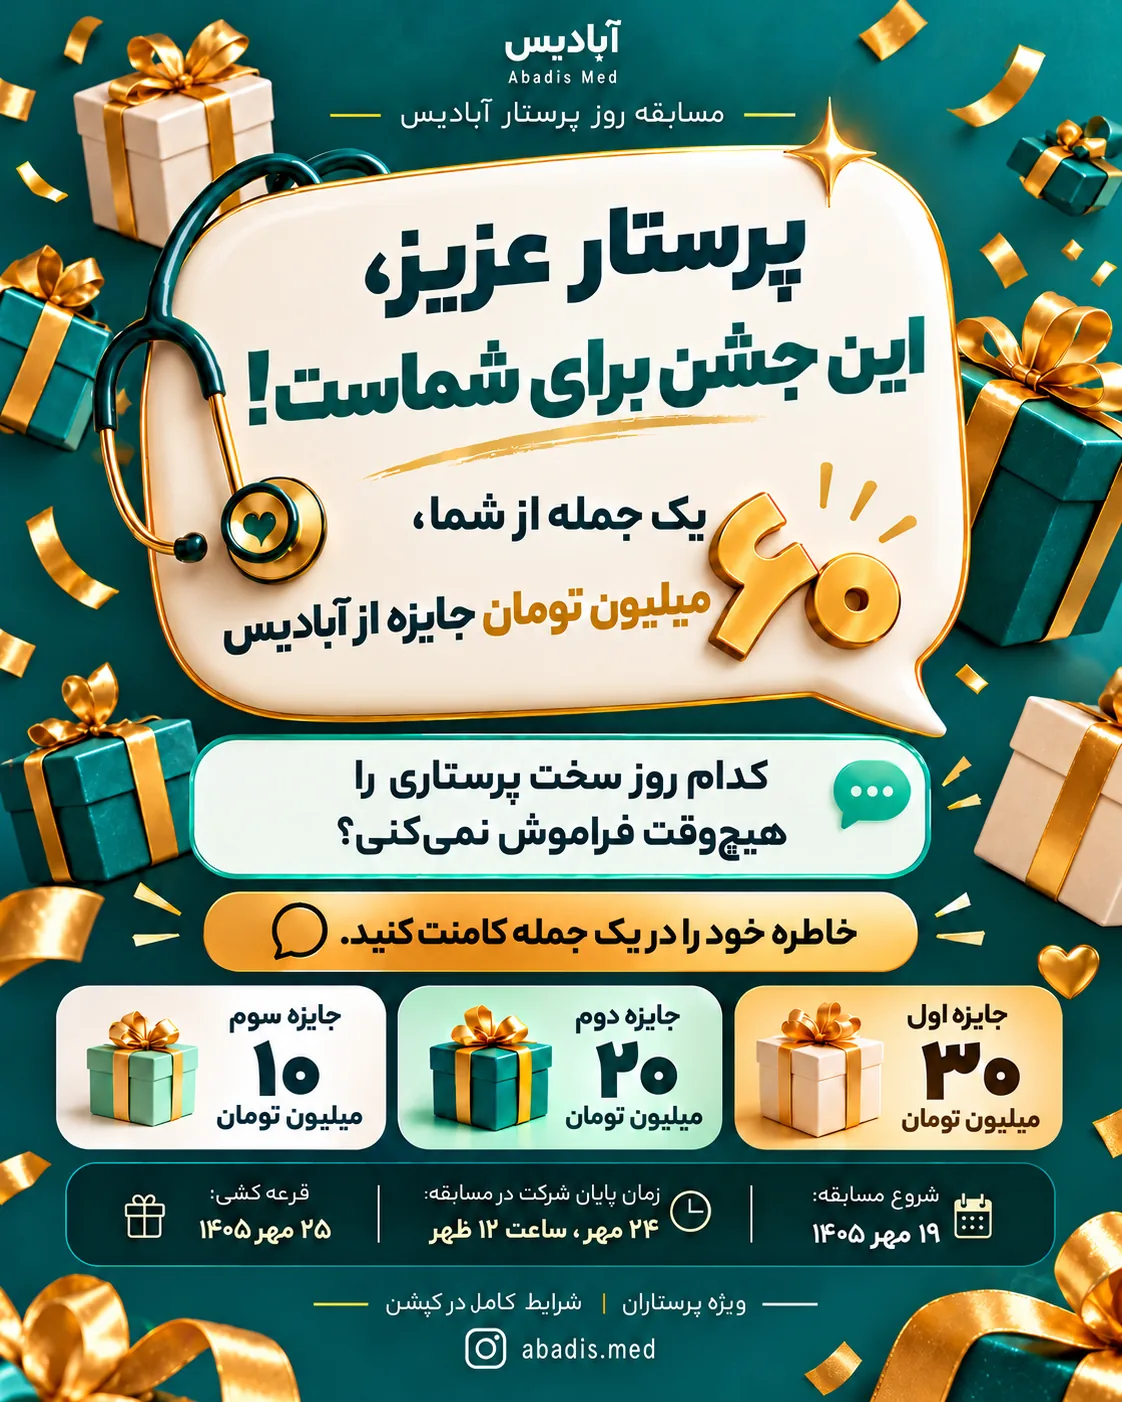 آبادیس
Abadis Med
مسابقه روز پرستار آبادیس
پرستار عزیز،
این جشن برای شماست!
یک جمله از شما،
۶۰ میلیون تومان جایزه از آبادیس
کدام روز سخت پرستاری را
هیچ‌وقت فراموش نمی‌کنی؟
خاطره خود را در یک جمله کامنت کنید.
جایزه اول
۳۰
میلیون تومان
جایزه دوم
۲۰
میلیون تومان
جایزه سوم
۱۰
میلیون تومان
شروع مسابقه:
۱۹ مهر ۱۴۰۵
زمان پایان شرکت در مسابقه:
۲۴ مهر، ساعت ۱۲ ظهر
قرعه کشی:
۲۵ مهر ۱۴۰۵
ویژه پرستاران | شرایط کامل در کپشن
abadis.med